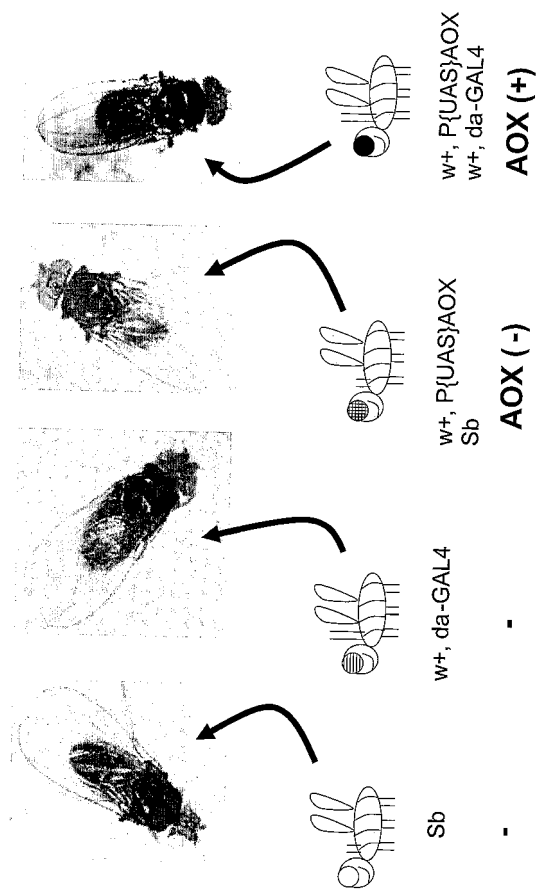 Sb
-
w+, da-GAL4
-
w+, P{UAS}AOX
Sb
AOX (-)
w+, P{UAS}AOX
w+, da-GAL4
AOX (+)